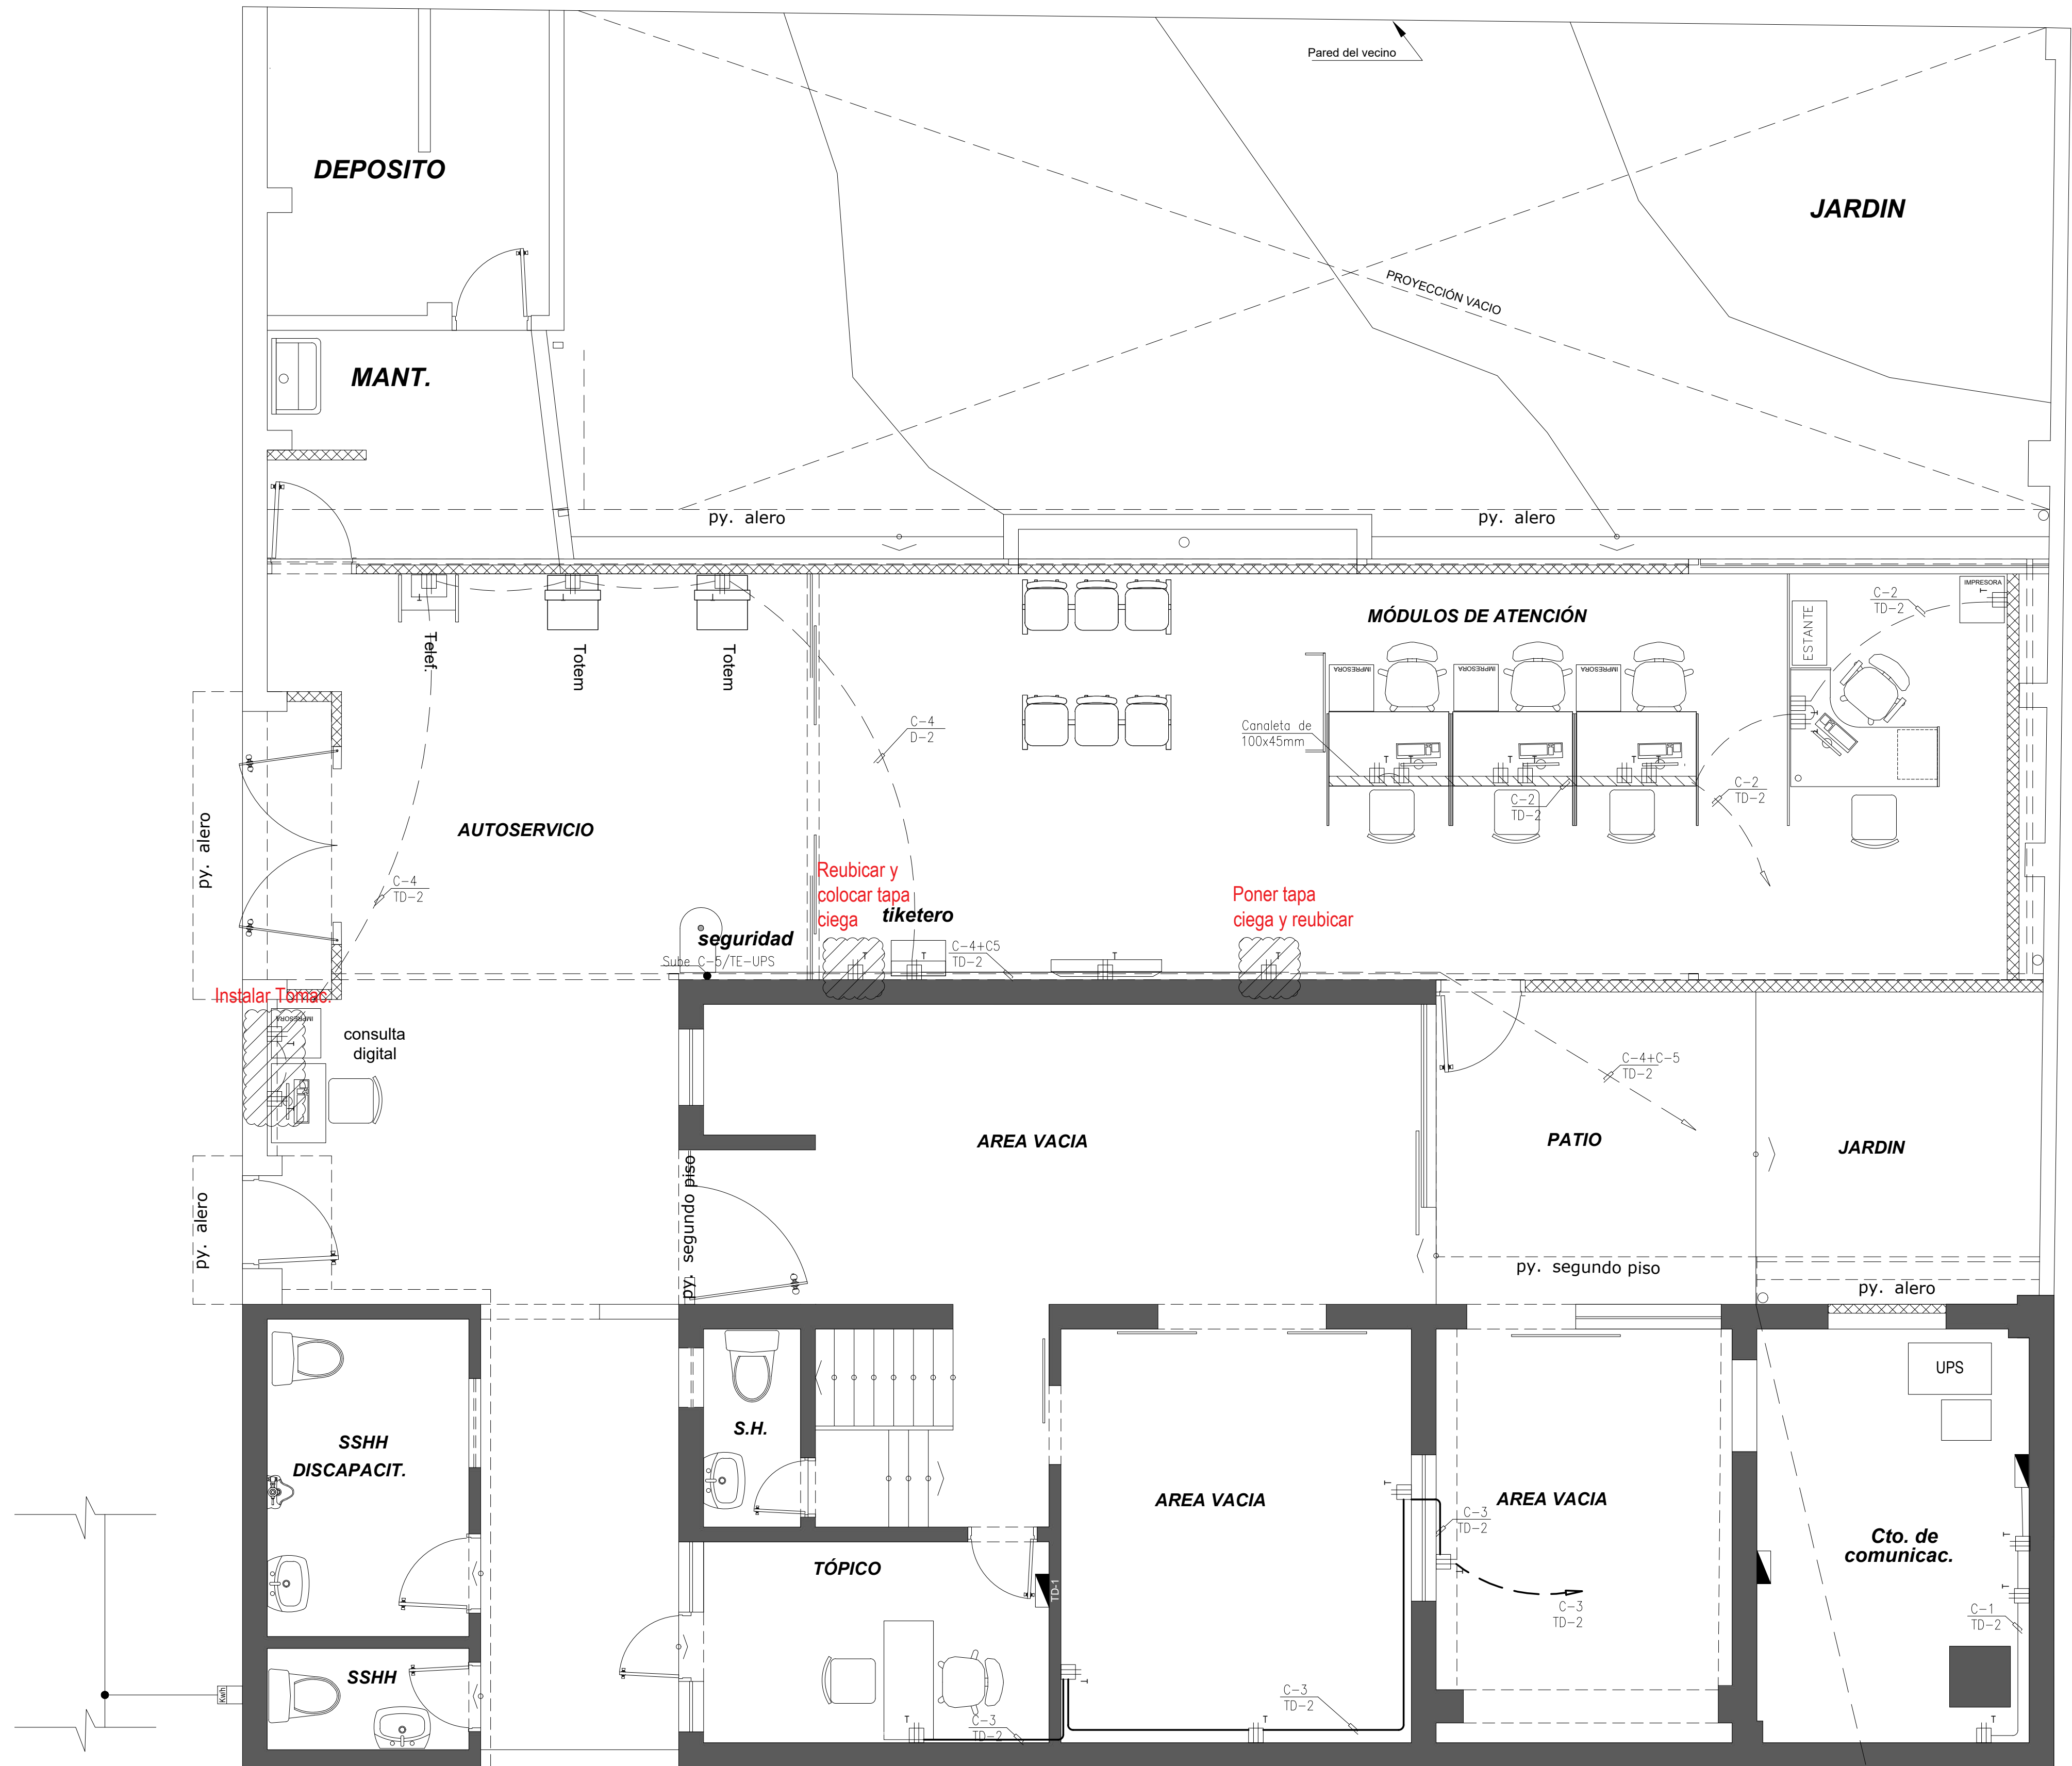 Pared del vecino
DEPOSITO
JARDIN
PROYECCIÓN VACIO
MANT.
py. alero
py. alero
MÓDULOS DE ATENCIÓN
C-2
TD-2
IMPRESORA
T
ESTANTE
Telef.
Totem
Totem
IMPRESORA
IMPRESORA
IMPRESORA
C-4
D-2
Canaleta de
100x45mm
C-2
TD-2
C-2
TD-2
py. alero
AUTOSERVICIO
C-4
TD-2
Reubicar y
colocar tapa
ciega
tiketero
Poner tapa
ciega y reubicar
seguridad
Sube C-5/TE-UPS
C-4+C5
TD-2
T
T
T
Instalar Tomac.
IMPRESORA
consulta
digital
C-4+C-5
TD-2
AREA VACIA
PATIO
JARDIN
py. alero
py. segundo piso
py. segundo piso
py. alero
UPS
S.H.
SSHH
DISCAPACIT.
AREA VACIA
AREA VACIA
C-3
TD-2
Cto. de
comunicac.
TÓPICO
TD-1
C-3
TD-2
C-1
TD-2
SSHH
Kwh
C-3
TD-2
C-3
TD-2
T
T
T